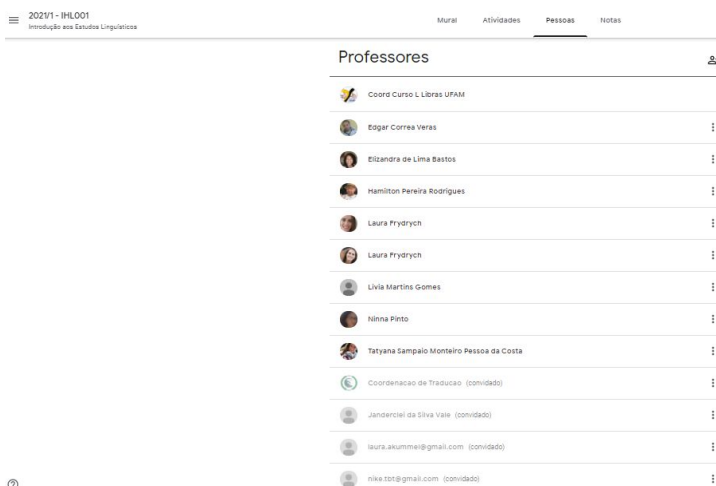 2021/1 - IHL001
Introdução aos Estudos Linguísticos
Mural Atividades Pessoas Notas
Professores
Coord Curso L Libras UFAM
Edgar Correa Veras
Elizandra de Lima Bastos
Hamilton Pereira Rodrigues
Laura Frydrych
Laura Frydrych
Livia Martins Gomes
Ninna Pinto
Tatyana Sampaio Monteiro Pessoa da Costa
Coordenacao de Traducao (convidado)
Janderclei da Silva Vale (convidado)
laura.akummel@gmail.com (convidado)
nike.tbt@gmail.com (convidado)